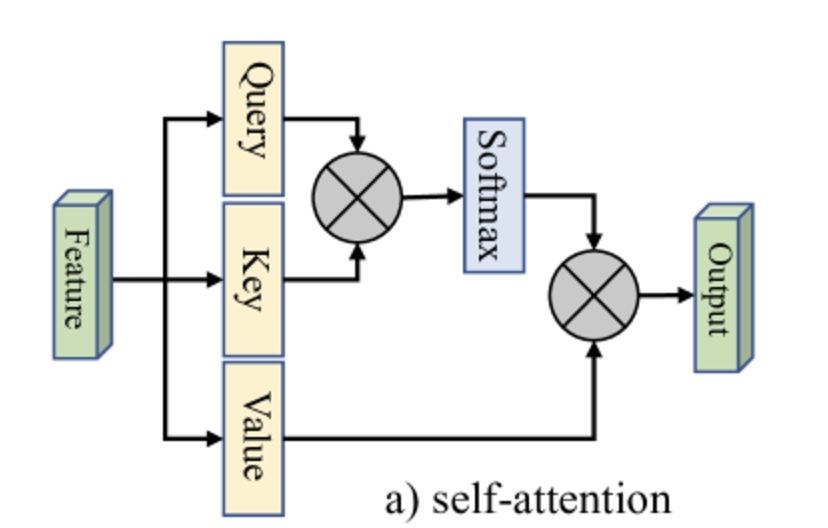 Feature
Query
Key
Value
Softmax
Output
a) self-attention